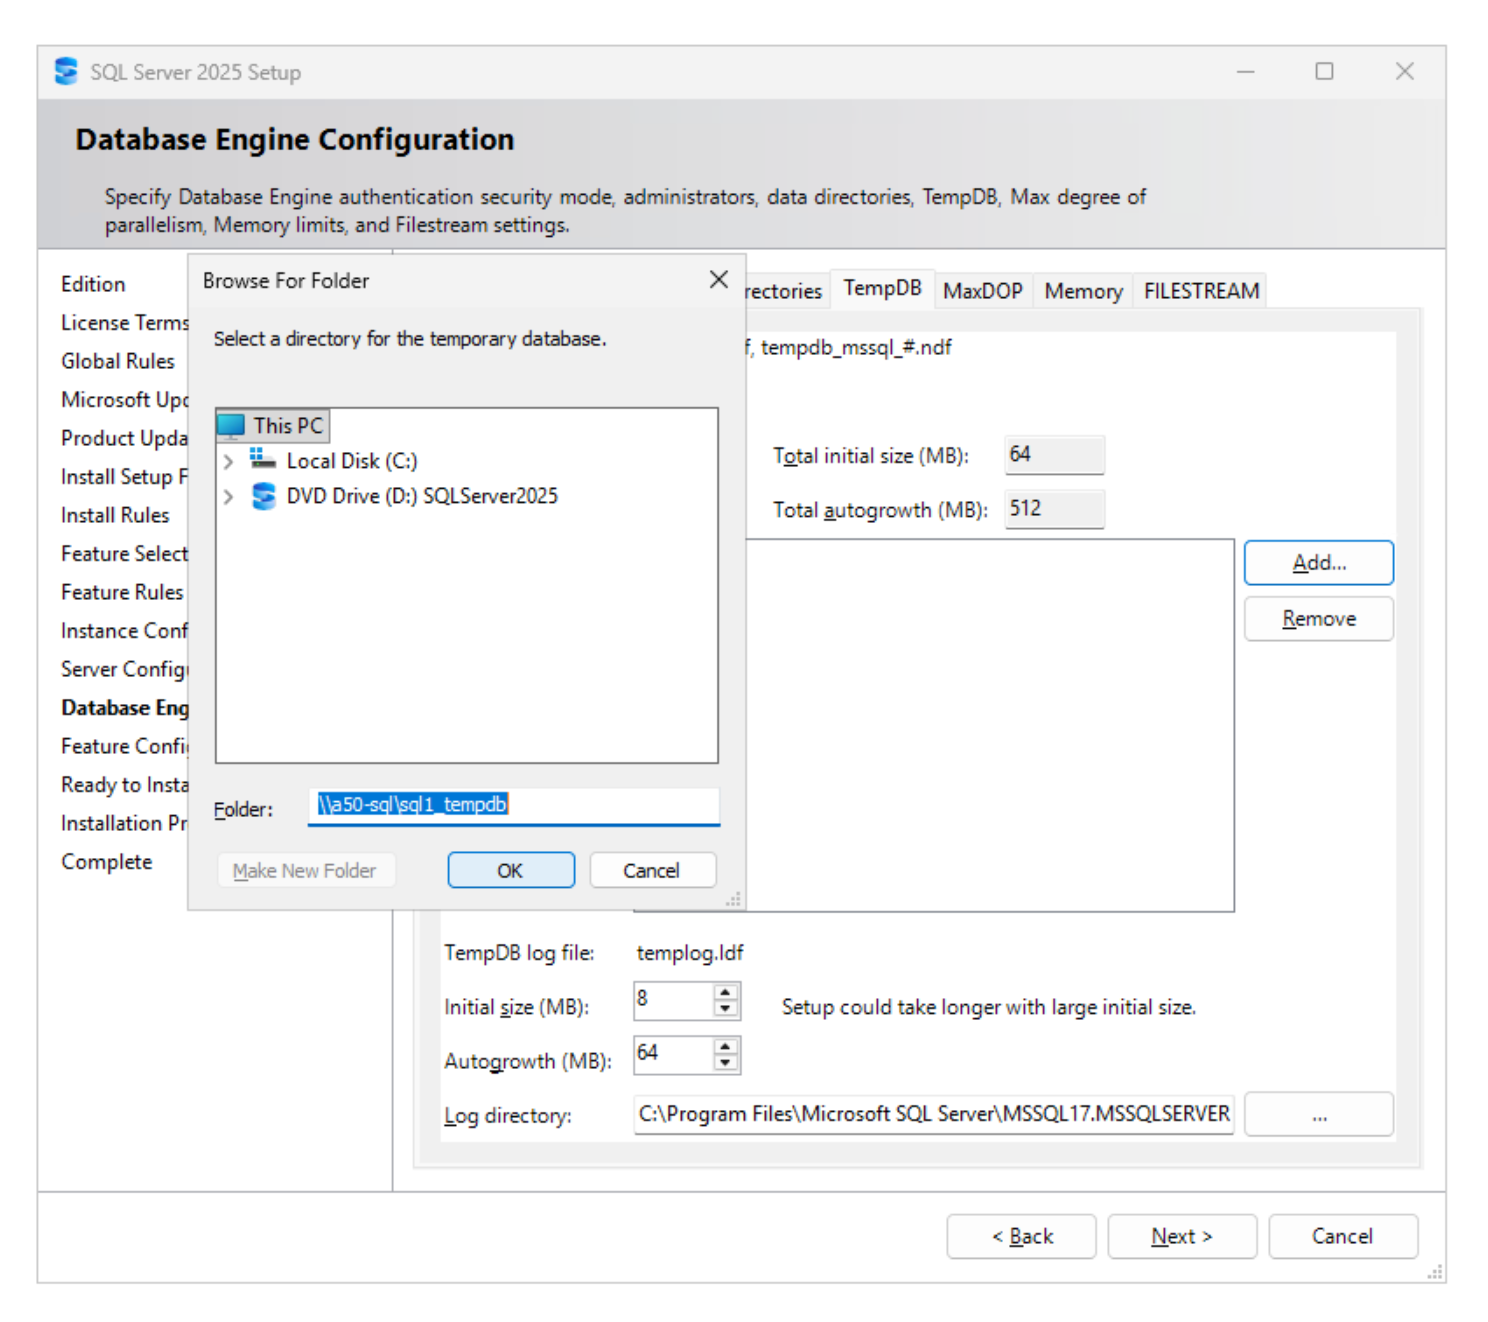 SQL Server 2025 Setup
Database Engine Configuration
Specify Database Engine authentication security mode, administrators, data directories, TempDB, Max degree of
parallelism, Memory limits, and Filestream settings.
Edition
License Terms
Global Rules
Microsoft Upd
Product Upda
Install Setup F
Install Rules
Feature Select
Feature Rules
Instance Conf
Server Configu
Database Eng
Feature Config
Ready to Insta
Installation Pr
Complete
Browse For Folder
Select a directory for the temporary database.
This PC
Local Disk (C:)
DVD Drive (D:) SQLServer2025
Folder: \\a50-sql\sql1_tempdb
Make New Folder OK Cancel
rectories TempDB MaxDOP Memory FILESTREAM
f, tempdb_mssql_#.ndf
Total initial size (MB): 64
Total autogrowth (MB): 512
Add...
Remove
TempDB log file: templog.ldf
Initial size (MB): 8 Setup could take longer with large initial size.
Autogrowth (MB): 64
Log directory: C:\Program Files\Microsoft SQL Server\MSSQL17.MSSQLSERVER ...
< Back Next > Cancel